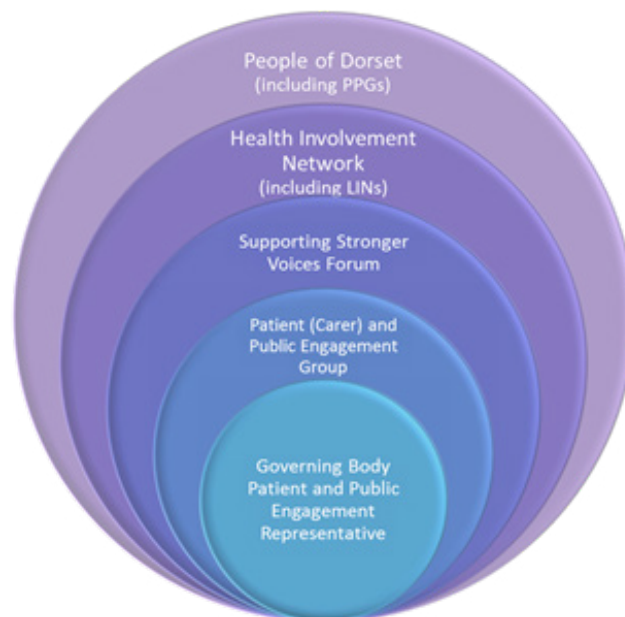 People of Dorset
(including PPGs)
Health Involvement
Network
(including LINs)
Supporting Stronger
Voices Forum
Patient (Carer) and
Public Engagement
Group
Governing Body
Patient and Public
Engagement
Representative